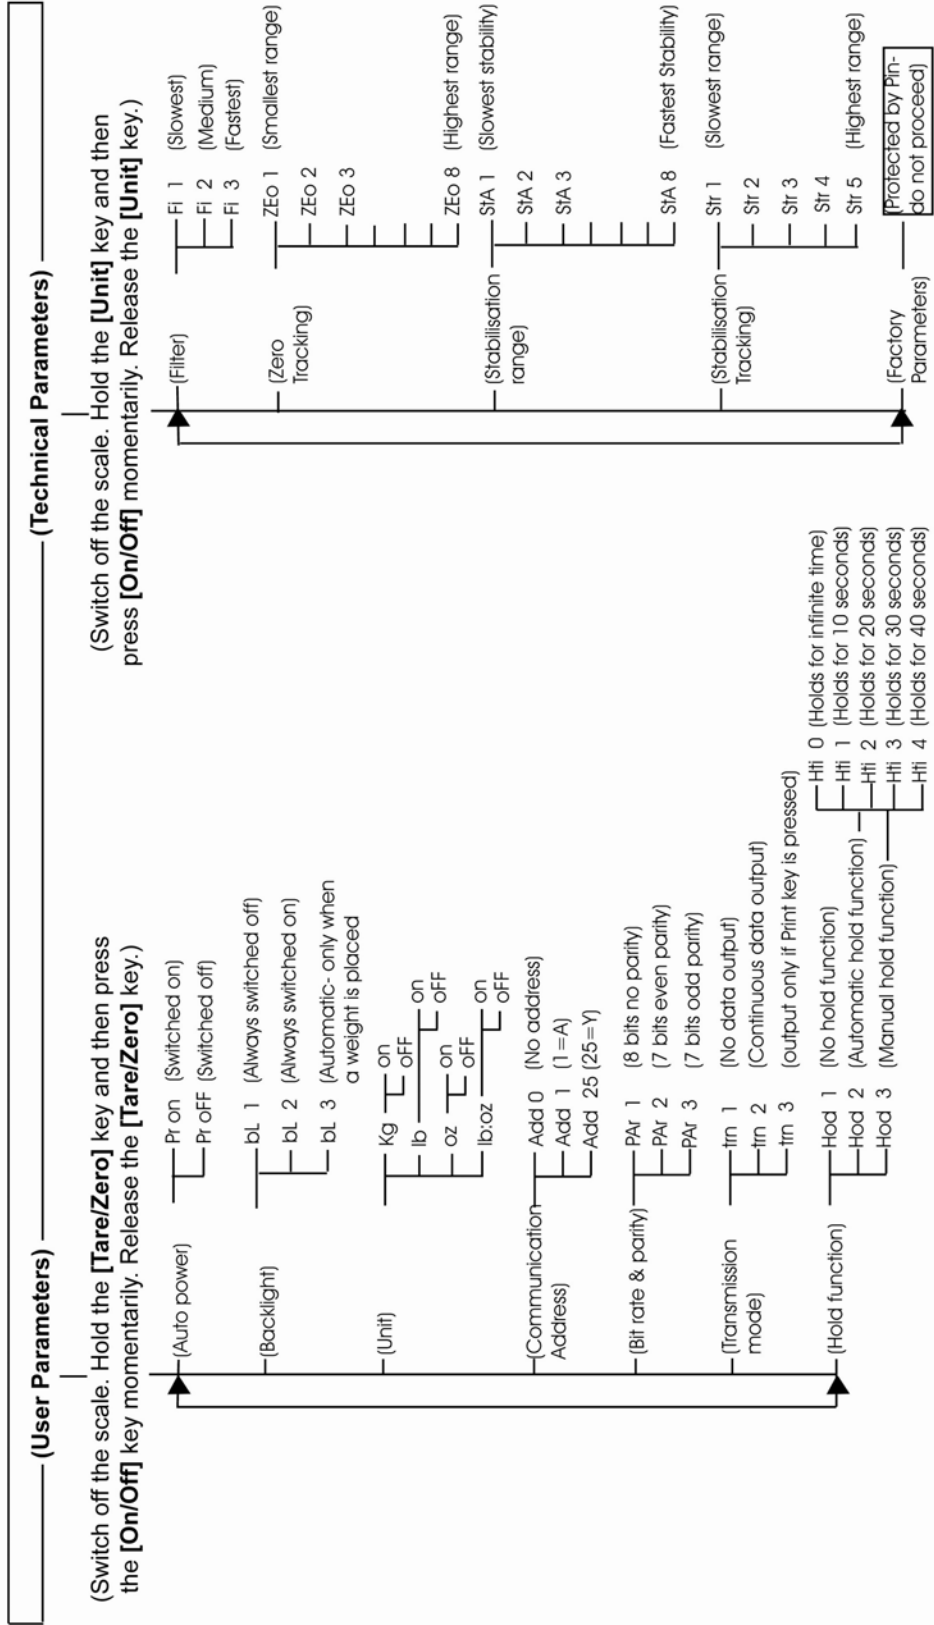 (User Parameters)
(Switch off the scale. Hold the [Tare/Zero] key and then press
the [On/Off] key momentarily. Release the [Tare/Zero] key.)
(Auto power)
Pr on (Switched on)
Pr oFF (Switched off)
(Backlight)
bL 1 (Always switched off)
bL 2 (Always switched on)
bL 3 (Automatic- only when
a weight is placed
(Unit)
Kg
on
oFF
lb
on
oFF
oz
on
oFF
lb:oz
on
oFF
(Communication
Address)
Add 0 (No address)
Add 1 (1=A)
Add 25 (25=Y)
(Bit rate & parity)
PAr 1 (8 bits no parity)
PAr 2 (7 bits even parity)
PAr 3 (7 bits odd parity)
(Transmission
mode)
trn 1 (No data output)
trn 2 (Continuous data output)
trn 3 (output only if Print key is pressed)
(Hold function)
Hod 1 (No hold function)
Hod 2 (Automatic hold function)
Hod 3 (Manual hold function)
Hti 0 (Holds for infinite time)
Hti 1 (Holds for 10 seconds)
Hti 2 (Holds for 20 seconds)
Hti 3 (Holds for 30 seconds)
Hti 4 (Holds for 40 seconds)
(Technical Parameters)
(Switch off the scale. Hold the [Unit] key and then
press [On/Off] momentarily. Release the [Unit] key.)
(Filter)
Fi 1 (Slowest)
Fi 2 (Medium)
Fi 3 (Fastest)
(Zero
Tracking)
ZEo 1 (Smallest range)
ZEo 2
ZEo 3
ZEo 8 (Highest range)
(Stabilisation
range)
StA 1 (Slowest stability)
StA 2
StA 3
StA 8 (Fastest Stability)
(Stabilisation
Tracking)
Str 1 (Slowest range)
Str 2
Str 3
Str 4
Str 5 (Highest range)
(Factory
Parameters)
(Protected by Pin-
do not proceed)